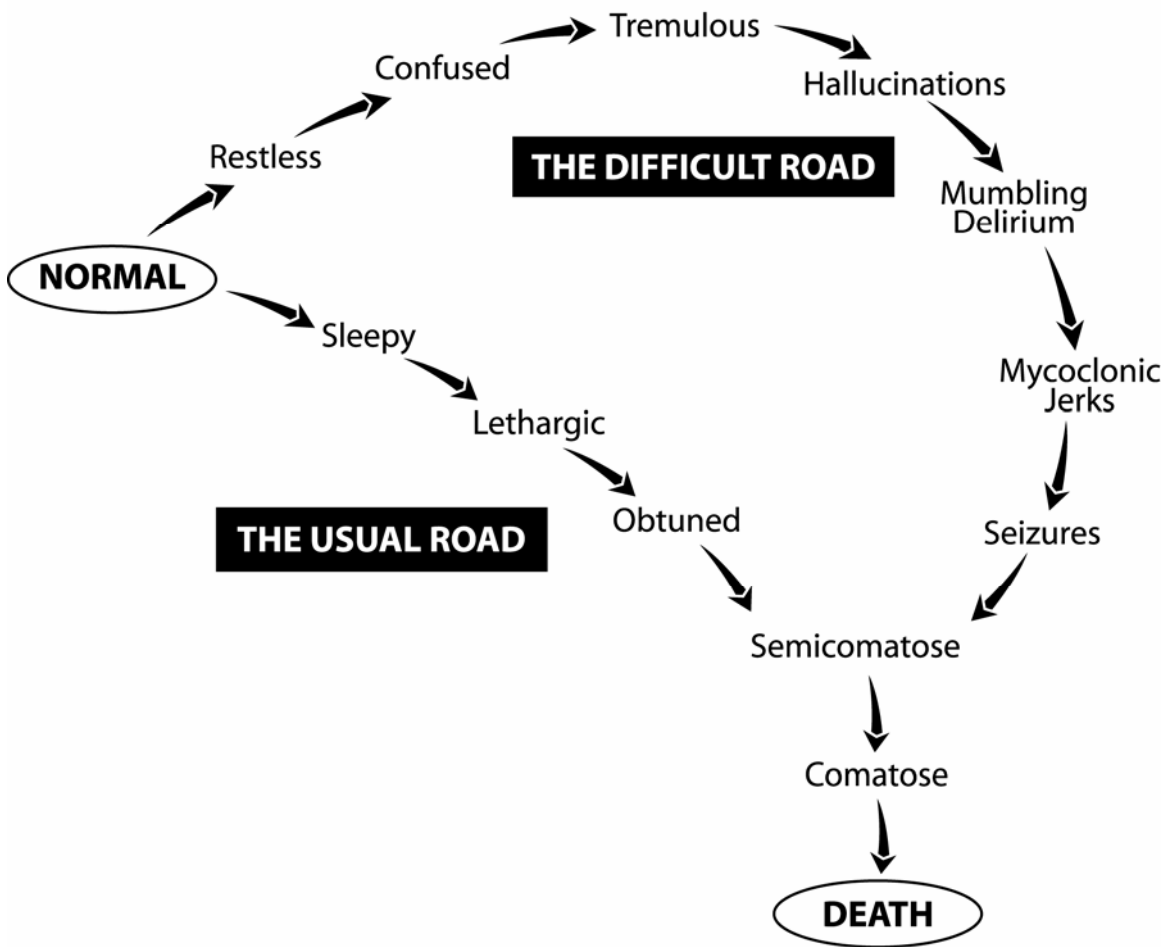 Tremulous
Confused
Hallucinations
Restless
THE DIFFICULT ROAD
Mumbling
Delirium
NORMAL
Sleepy
Mycoclonic
Jerks
Lethargic
Obtuned
THE USUAL ROAD
Seizures
Semicomatose
Comatose
DEATH